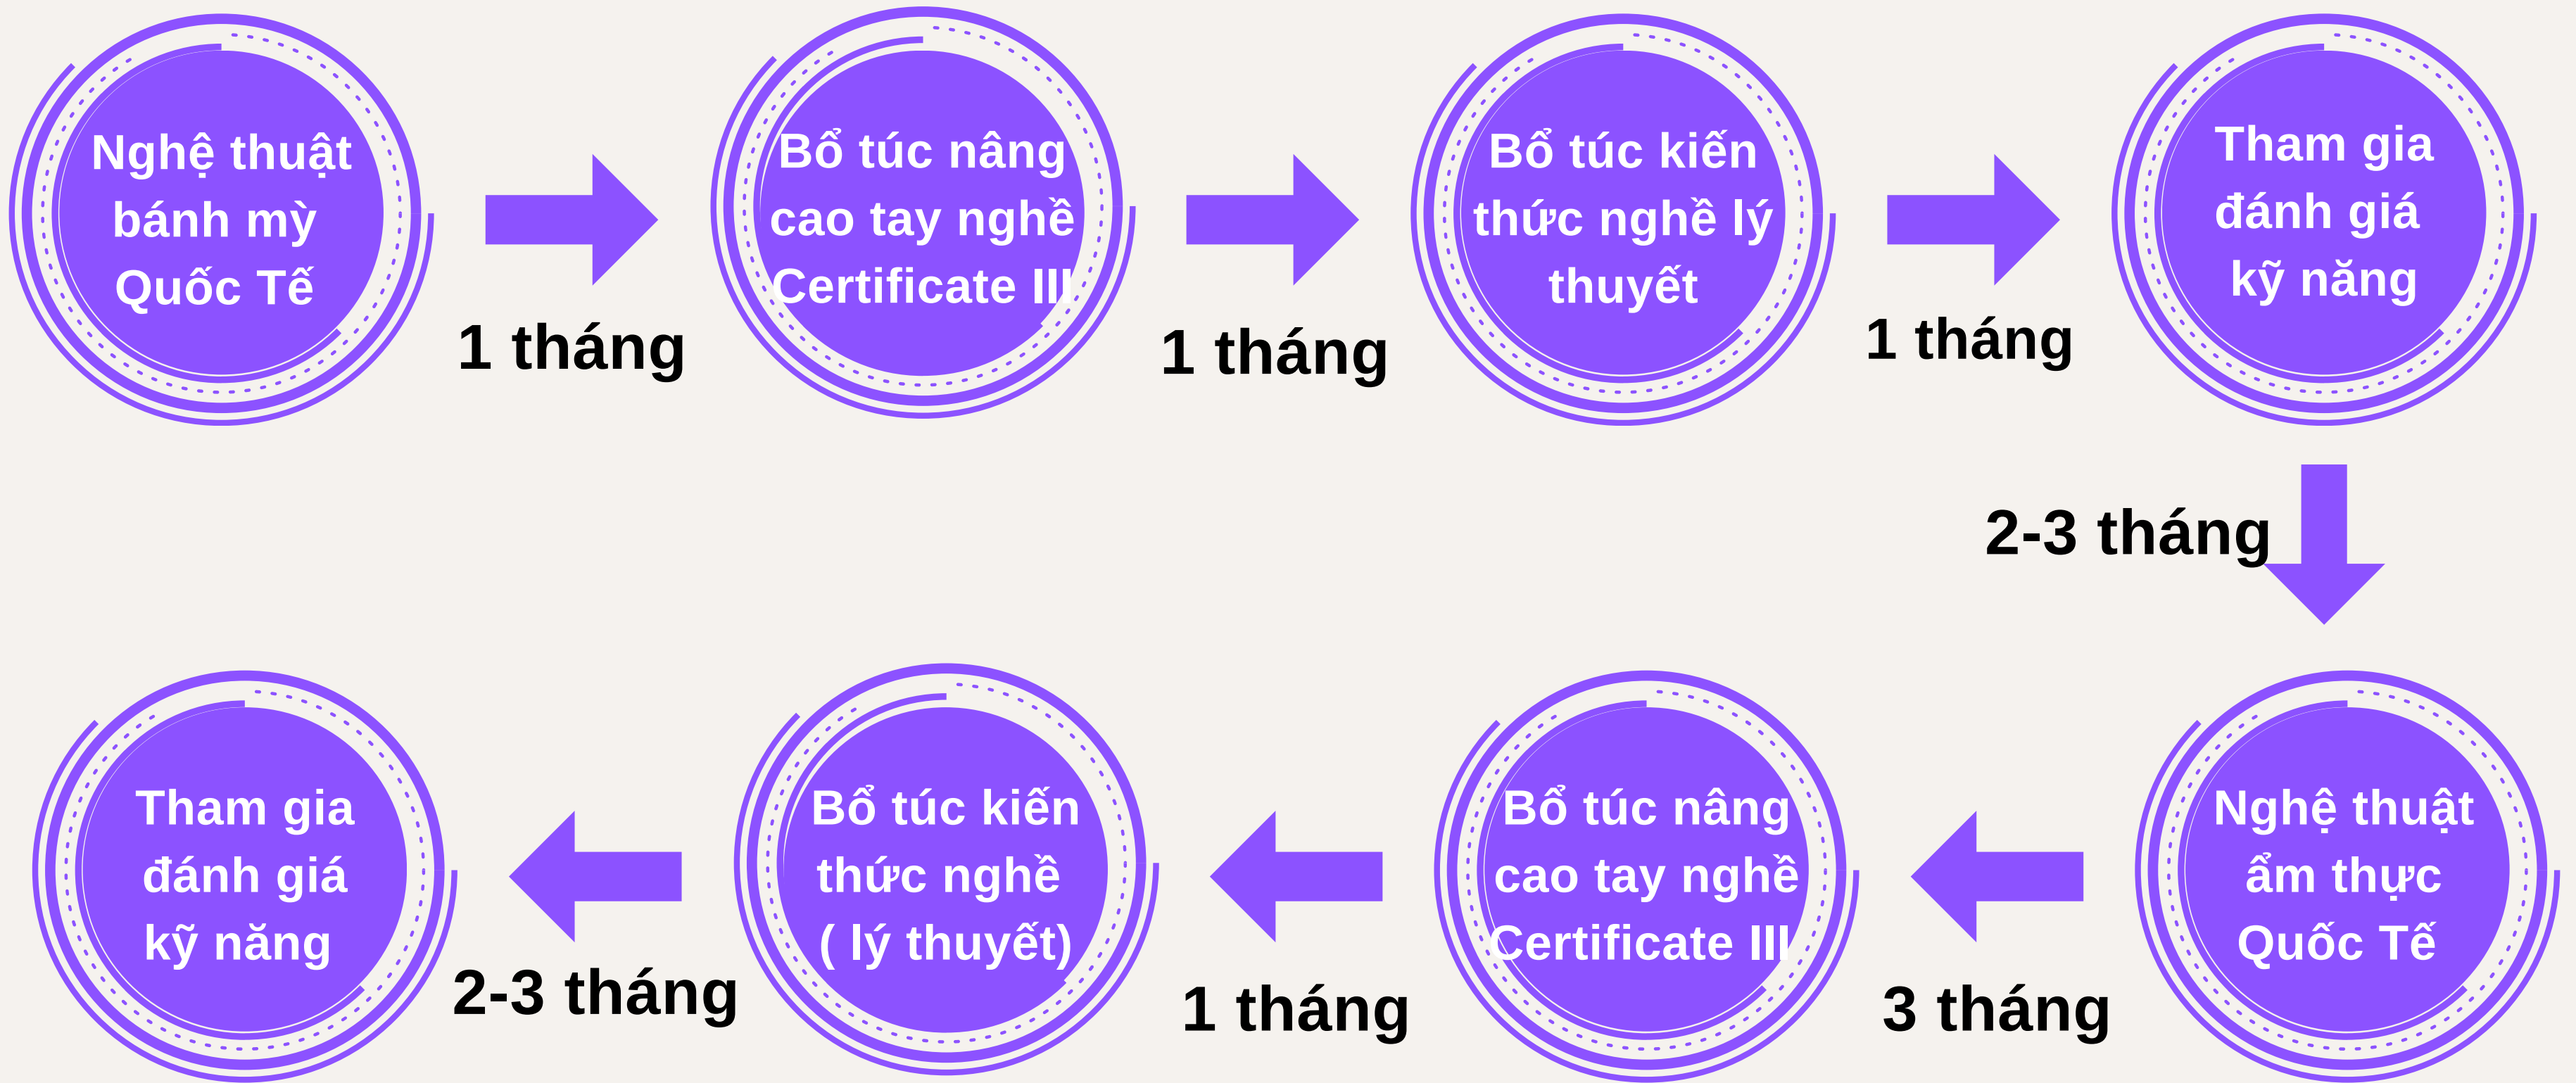 Nghệ thuật
bánh mỳ
Quốc Tế
1 tháng
Bổ túc nâng
cao tay nghề
Certificate III
1 tháng
Bổ túc kiến
thức nghề lý
thuyết
1 tháng
Tham gia
đánh giá
kỹ năng
2-3 tháng
Nghệ thuật
ẩm thực
Quốc Tế
3 tháng
Bổ túc nâng
cao tay nghề
Certificate III
1 tháng
Bổ túc kiến
thức nghề
( lý thuyết)
2-3 tháng
Tham gia
đánh giá
kỹ năng